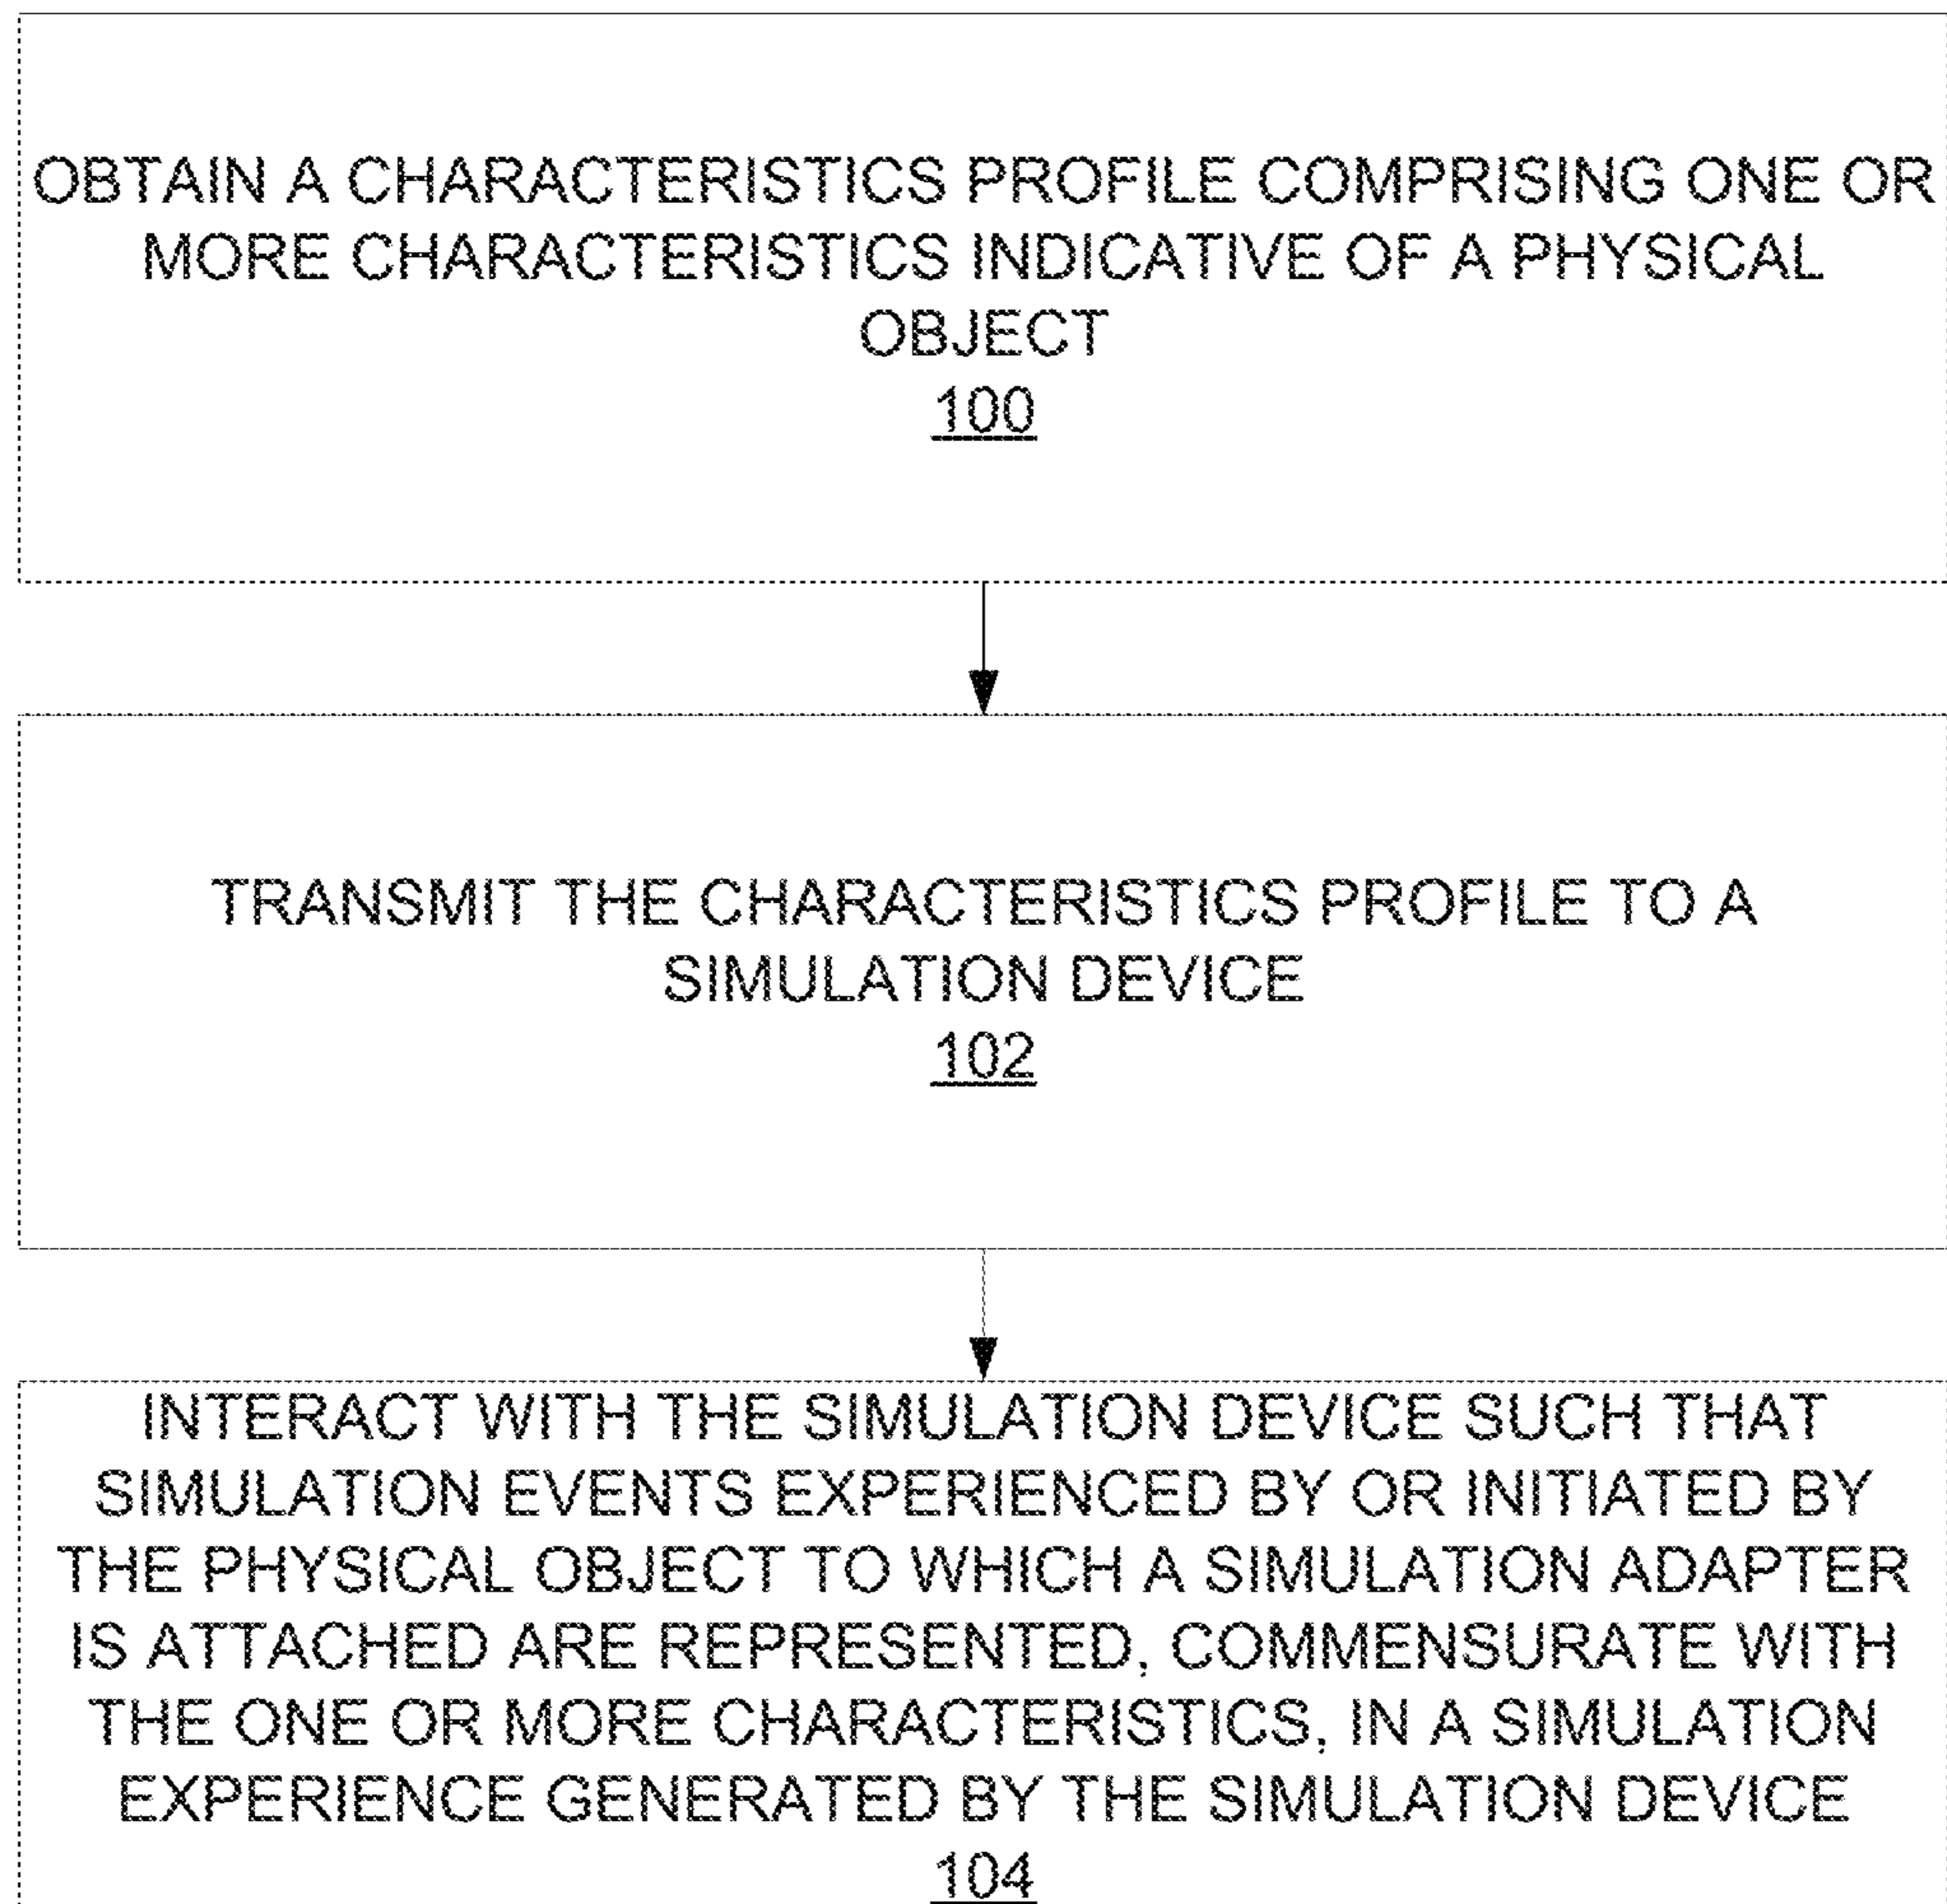 OBTAIN A CHARACTERISTICS PROFILE COMPRISING ONE OR
MORE CHARACTERISTICS INDICATIVE OF A PHYSICAL
OBJECT
100
TRANSMIT THE CHARACTERISTICS PROFILE TO A
SIMULATION DEVICE
102
INTERACT WITH THE SIMULATION DEVICE SUCH THAT
SIMULATION EVENTS EXPERIENCED BY OR INITIATED BY
THE PHYSICAL OBJECT TO WHICH A SIMULATION ADAPTER
IS ATTACHED ARE REPRESENTED, COMMENSURATE WITH
THE ONE OR MORE CHARACTERISTICS, IN A SIMULATION
EXPERIENCE GENERATED BY THE SIMULATION DEVICE
104